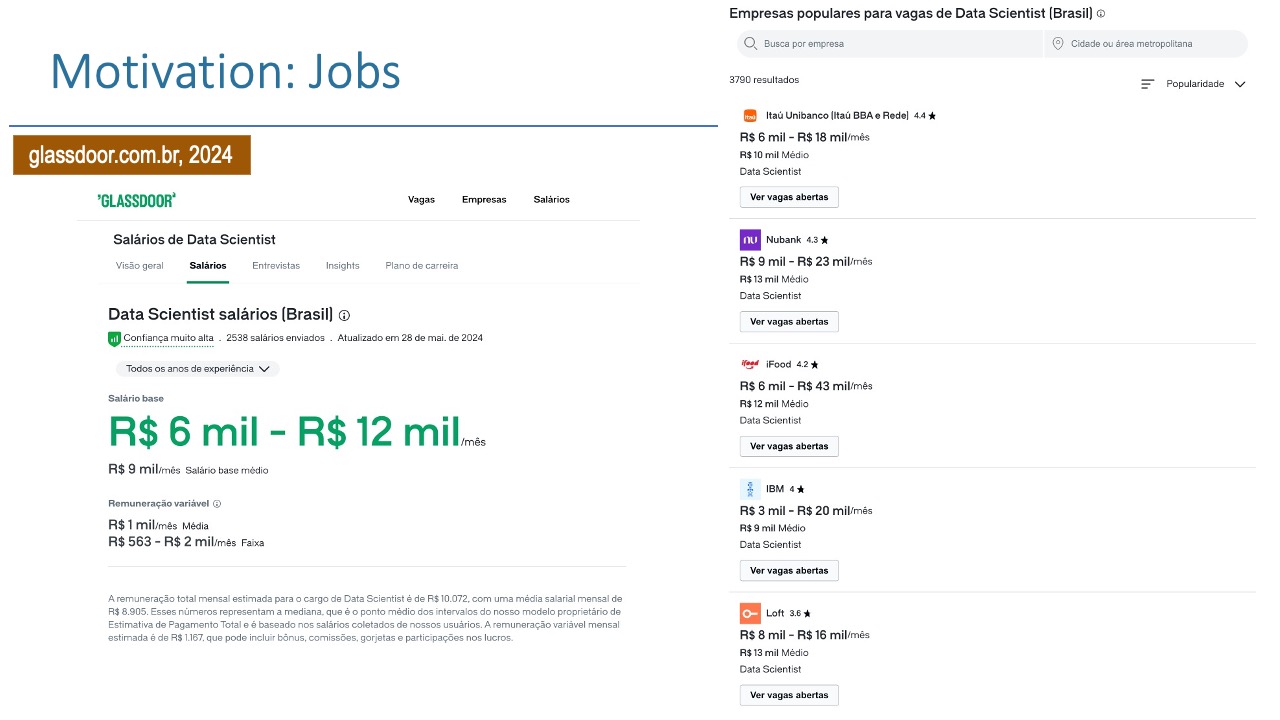 Motivation: Jobs
glassdoor.com.br, 2024
GLASSDOOR
Vagas Empresas Salários
Salários de Data Scientist
Visão geral Salários Entrevistas Insights Plano de carreira
Data Scientist salários (Brasil)
Confiança muito alta . 2538 salários enviados . Atualizado em 28 de mai. de 2024
Todos os anos de experiência
Salário base
R$ 6 mil - R$ 12 mil/mês
R$ 9 mil/mês Salário base médio
Remuneração variável
R$ 1 mil/mês Média
R$ 563 - R$ 2 mil/mês Faixa
A remuneração total mensal estimada para o cargo de Data Scientist é de R$ 10.072, com uma média salarial mensal de
R$ 8.905. Esses números representam a mediana, que é o ponto médio dos intervalos do nosso modelo proprietário de
Estimativa de Pagamento Total e é baseado nos salários coletados de nossos usuários. A remuneração variável mensal
estimada é de R$ 1.167, que pode incluir bônus, comissões, gorjetas e participações nos lucros.
Empresas populares para vagas de Data Scientist (Brasil)
Busca por empresa Cidade ou área metropolitana
3790 resultados Popularidade
Itaú Itaú Unibanco (Itaú BBA e Rede) 4.4 ★
R$ 6 mil - R$ 18 mil/mês
R$ 10 mil Médio
Data Scientist
Ver vagas abertas
nu Nubank 4.3 ★
R$ 9 mil - R$ 23 mil/mês
R$ 13 mil Médio
Data Scientist
Ver vagas abertas
ifood iFood 4.2 ★
R$ 6 mil - R$ 43 mil/mês
R$ 12 mil Médio
Data Scientist
Ver vagas abertas
IBM 4 ★
R$ 3 mil - R$ 20 mil/mês
R$ 9 mil Médio
Data Scientist
Ver vagas abertas
Loft 3.6 ★
R$ 8 mil - R$ 16 mil/mês
R$ 13 mil Médio
Data Scientist
Ver vagas abertas